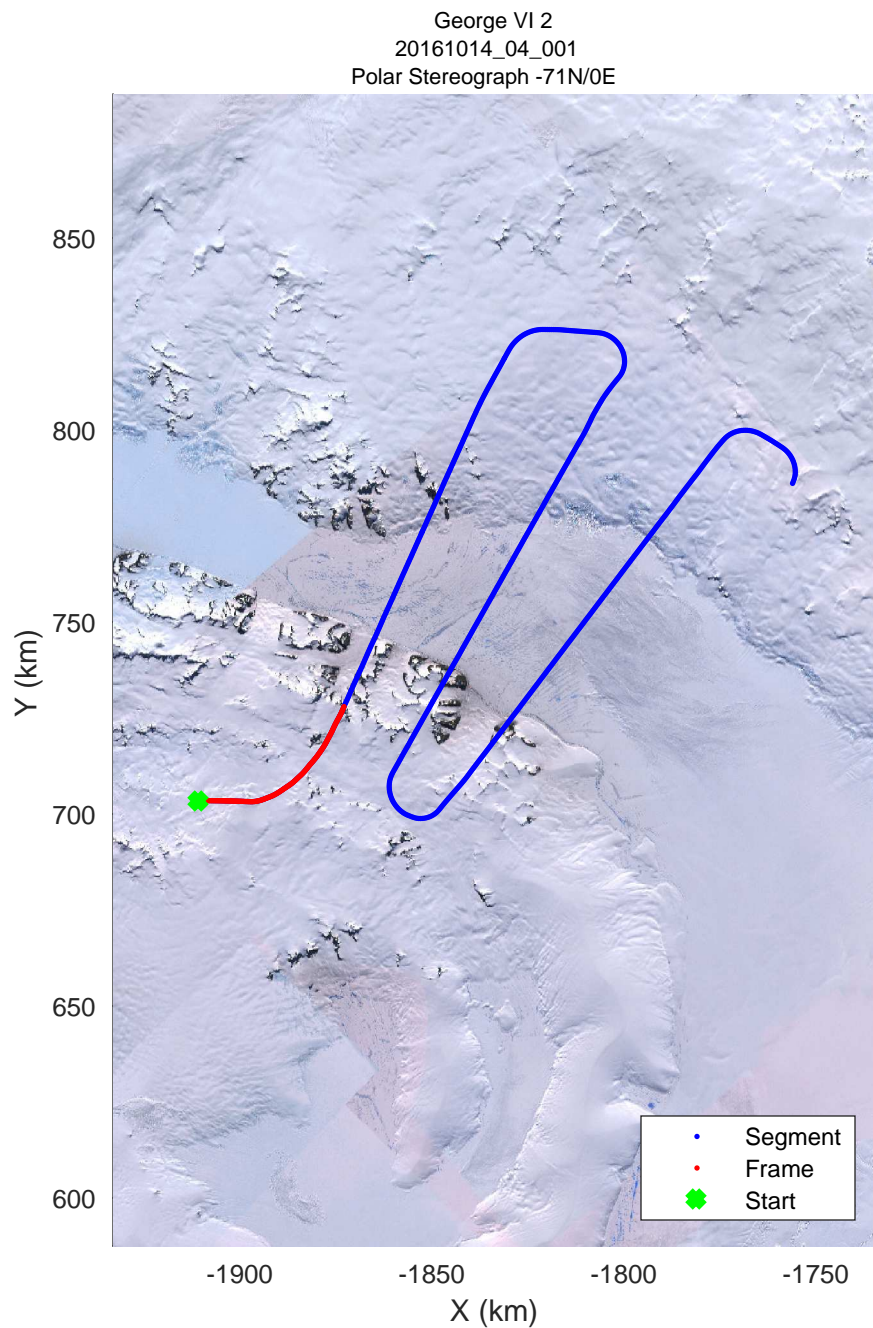 George VI 2
20161014_04_001
Polar Stereograph -71N/0E
850
800
750
700
650
600
Y (km)
-1900
-1850
-1800
-1750
X (km)
Segment
Frame
Start